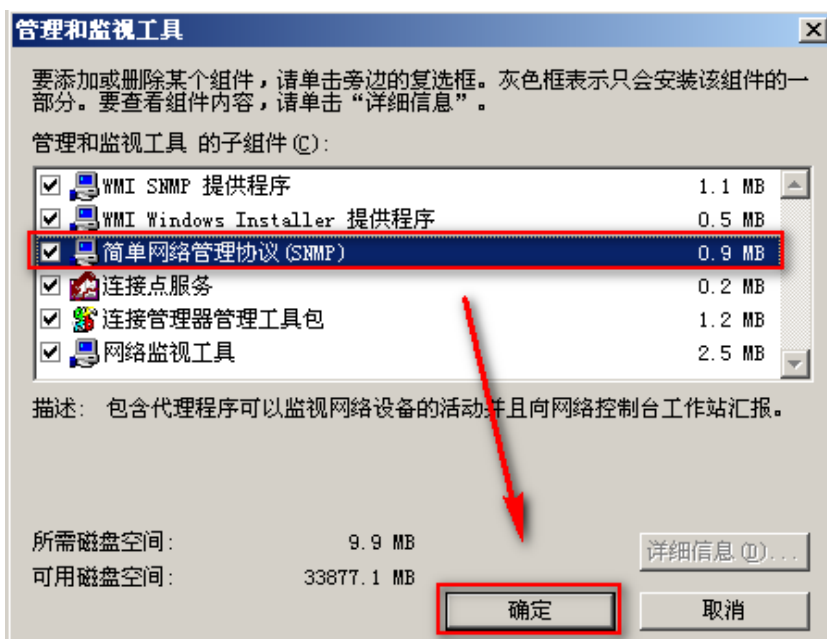 管理和监视工具
要添加或删除某个组件，请单击旁边的复选框。灰色框表示只会安装该组件的一
部分。要查看组件内容，请单击“详细信息”。
管理和监视工具 的子组件(C):
WMI SNMP 提供程序 1.1 MB
WMI Windows Installer 提供程序 0.5 MB
简单网络管理协议(SNMP) 0.9 MB
连接点服务 0.2 MB
连接管理器管理工具包 1.2 MB
网络监视工具 2.5 MB
描述: 包含代理程序可以监视网络设备的活动并且向网络控制台工作站汇报。
所需磁盘空间: 9.9 MB
详细信息(D)...
可用磁盘空间: 33877.1 MB
确定 取消